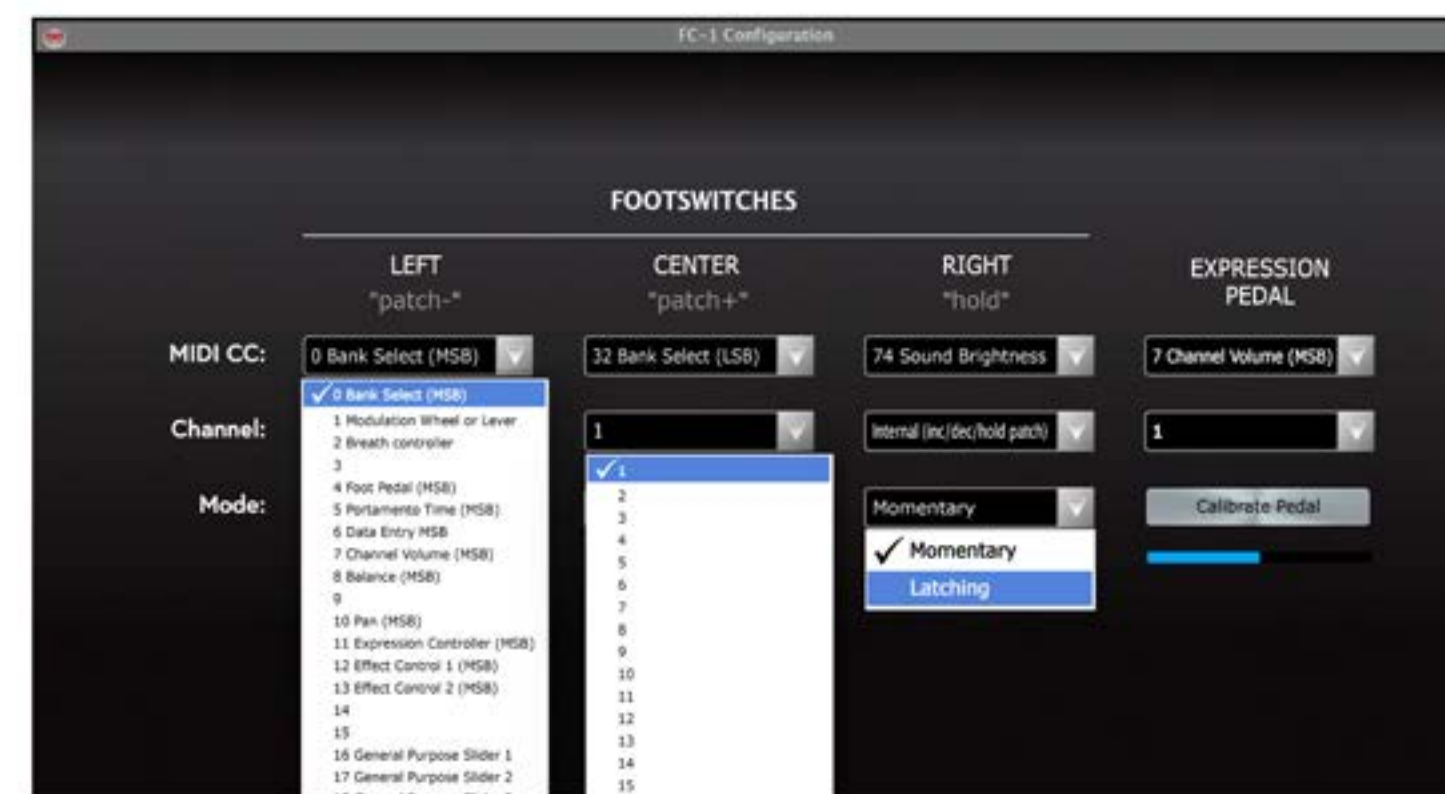 FC-1 Configuration
FOOTSWITCHES
LEFT
"patch-"
CENTER
"patch+"
RIGHT
"hold"
EXPRESSION
PEDAL
MIDI CC:
0 Bank Select (MSB)
32 Bank Select (LSB)
74 Sound Brightness
7 Channel Volume (MSB)
Channel:
1
Internal (inc/dec/hold patch)
1
Mode:
Momentary
Calibrate Pedal
✓ 0 Bank Select (MSB)
1 Modulation Wheel or Lever
2 Breath controller
3
4 Foot Pedal (MSB)
5 Portamento Time (MSB)
6 Data Entry MSB
7 Channel Volume (MSB)
8 Balance (MSB)
9
10 Pan (MSB)
11 Expression Controller (MSB)
12 Effect Control 1 (MSB)
13 Effect Control 2 (MSB)
14
15
16 General Purpose Slider 1
17 General Purpose Slider 2
✓ 1
2
3
4
5
6
7
8
9
10
11
12
13
14
15
✓ Momentary
Latching